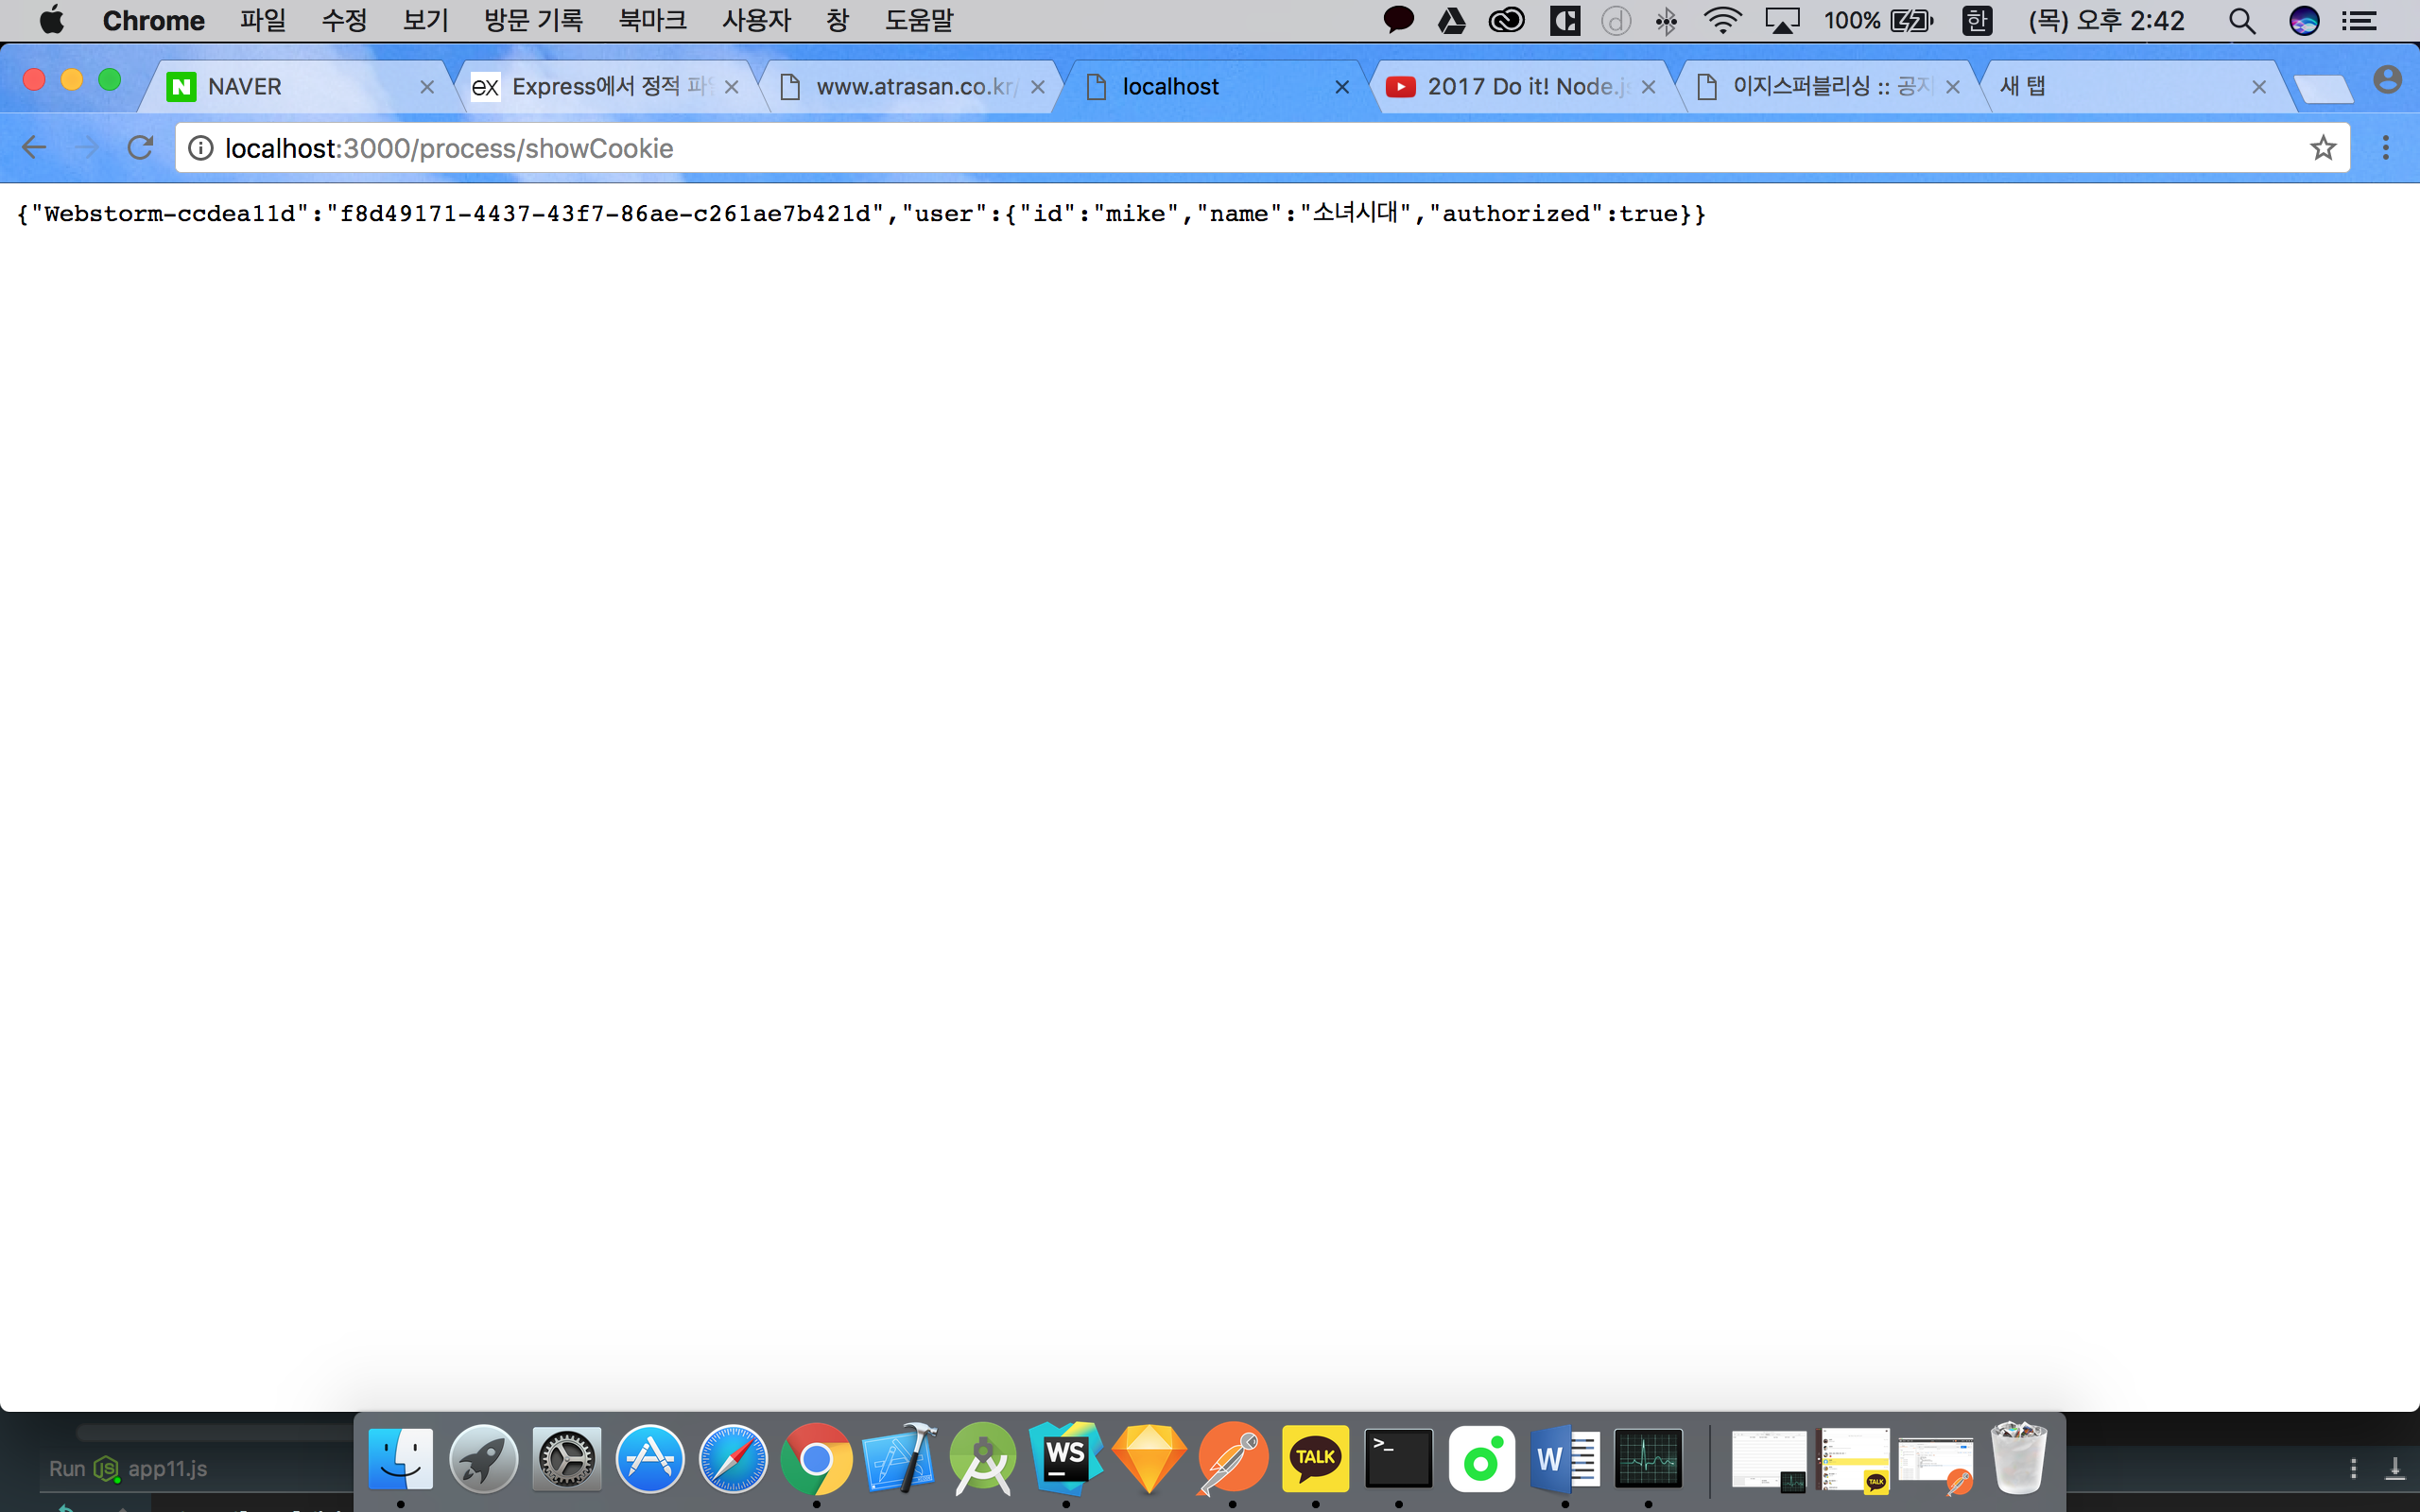 Chrome 파일 수정 보기 방문 기록 북마크 사용자 창 도움말 100% 한 (목) 오후 2:42
NAVER Express에서 정적 www.atrasan.co.kr/ localhost 2017 Do it! Node.js 이지스퍼블리싱 :: 공지 새 탭
localhost:3000/process/showCookie
{"Webstorm-ccdea11d":"f8d49171-4437-43f7-86ae-c261ae7b421d","user":{"id":"mike","name":"소녀시대","authorized":true}}
WS TALK >_ W TALK
Run JS app11.js